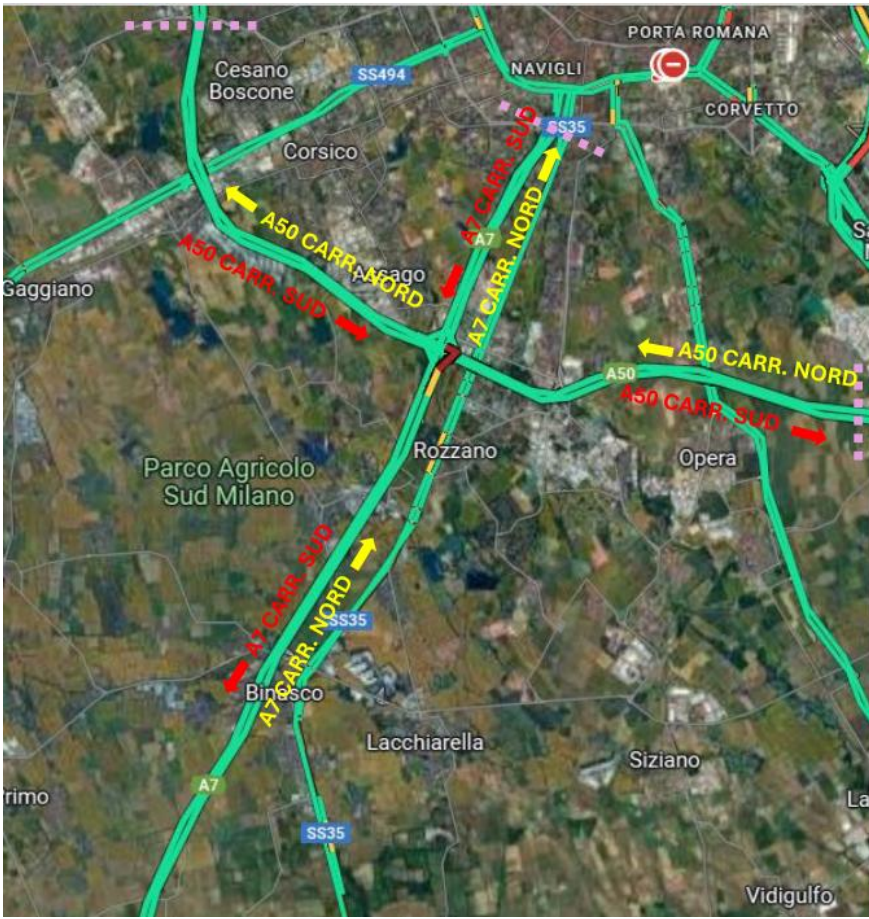 PORTA ROMANA
NAVIGLI
Cesano
Boscone
SS494
CORVETTO
SS35
Corsico
A7 CARR. SUD
A7 CARR. NORD
A50 CARR. NORD
A50 CARR. SUD
A7
Assago
Gaggiano
A50 CARR. NORD
A50
A50 CARR. SUD
Rozzano
Opera
Parco Agricolo
Sud Milano
A7 CARR. SUD
A7 CARR. NORD
SS35
Binasco
Lacchiarella
Siziano
A7
SS35
Vidigulfo